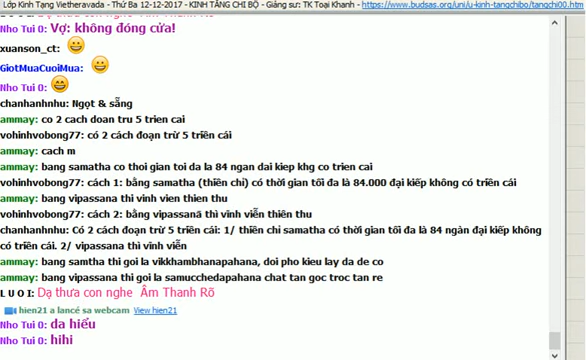 Lớp Kinh Tạng Vietheravada - Thứ Ba 12-12-2017 - KINH TĂNG CHI BỘ - Giảng sư: TK Toại Khanh - https://www.budsas.org/uni/u-kinh-tangchibo/tangchi00.htm
Nho Tui 0: Vợ: không đóng cửa!
xuanson_ct:
GiotMuaCuoiMua:
Nho Tui 0:
chanhanhnhu: Ngọt & sẵng
ammay: co 2 cach doan tru 5 trien cai
vohinhvobong77: có 2 cách đoạn trừ 5 triền cái
ammay: cach m
ammay: bang samatha co thoi gian toi da la 84 ngan dai kiep khg co trien cai
vohinhvobong77: cách 1: bằng samatha (thiền chỉ) có thời gian tối đa là 84.000 đại kiếp không có triền cái
ammay: bang vipassana thi vinh vien thien thu
vohinhvobong77: cách 2: bằng vipassanā thì vĩnh viễn thiên thu
chanhanhnhu: Có 2 cách đoạn trừ 5 triền cái: 1/ thiền chỉ samatha có thời gian tối đa là 84 ngàn đại kiếp không
có triền cái. 2/ vipassana thì vĩnh viễn
ammay: bang samtha thi goi la vikkhambhanapahana, doi pho kieu lay da de co
ammay: bang vipassana thi goi la samucchedapahana chat tan goc troc tan re
L U O I: Dạ thưa con nghe Âm Thanh Rõ
hien21 a lancé sa webcam View hien21
Nho Tui 0: da hiểu
Nho Tui 0: hihi